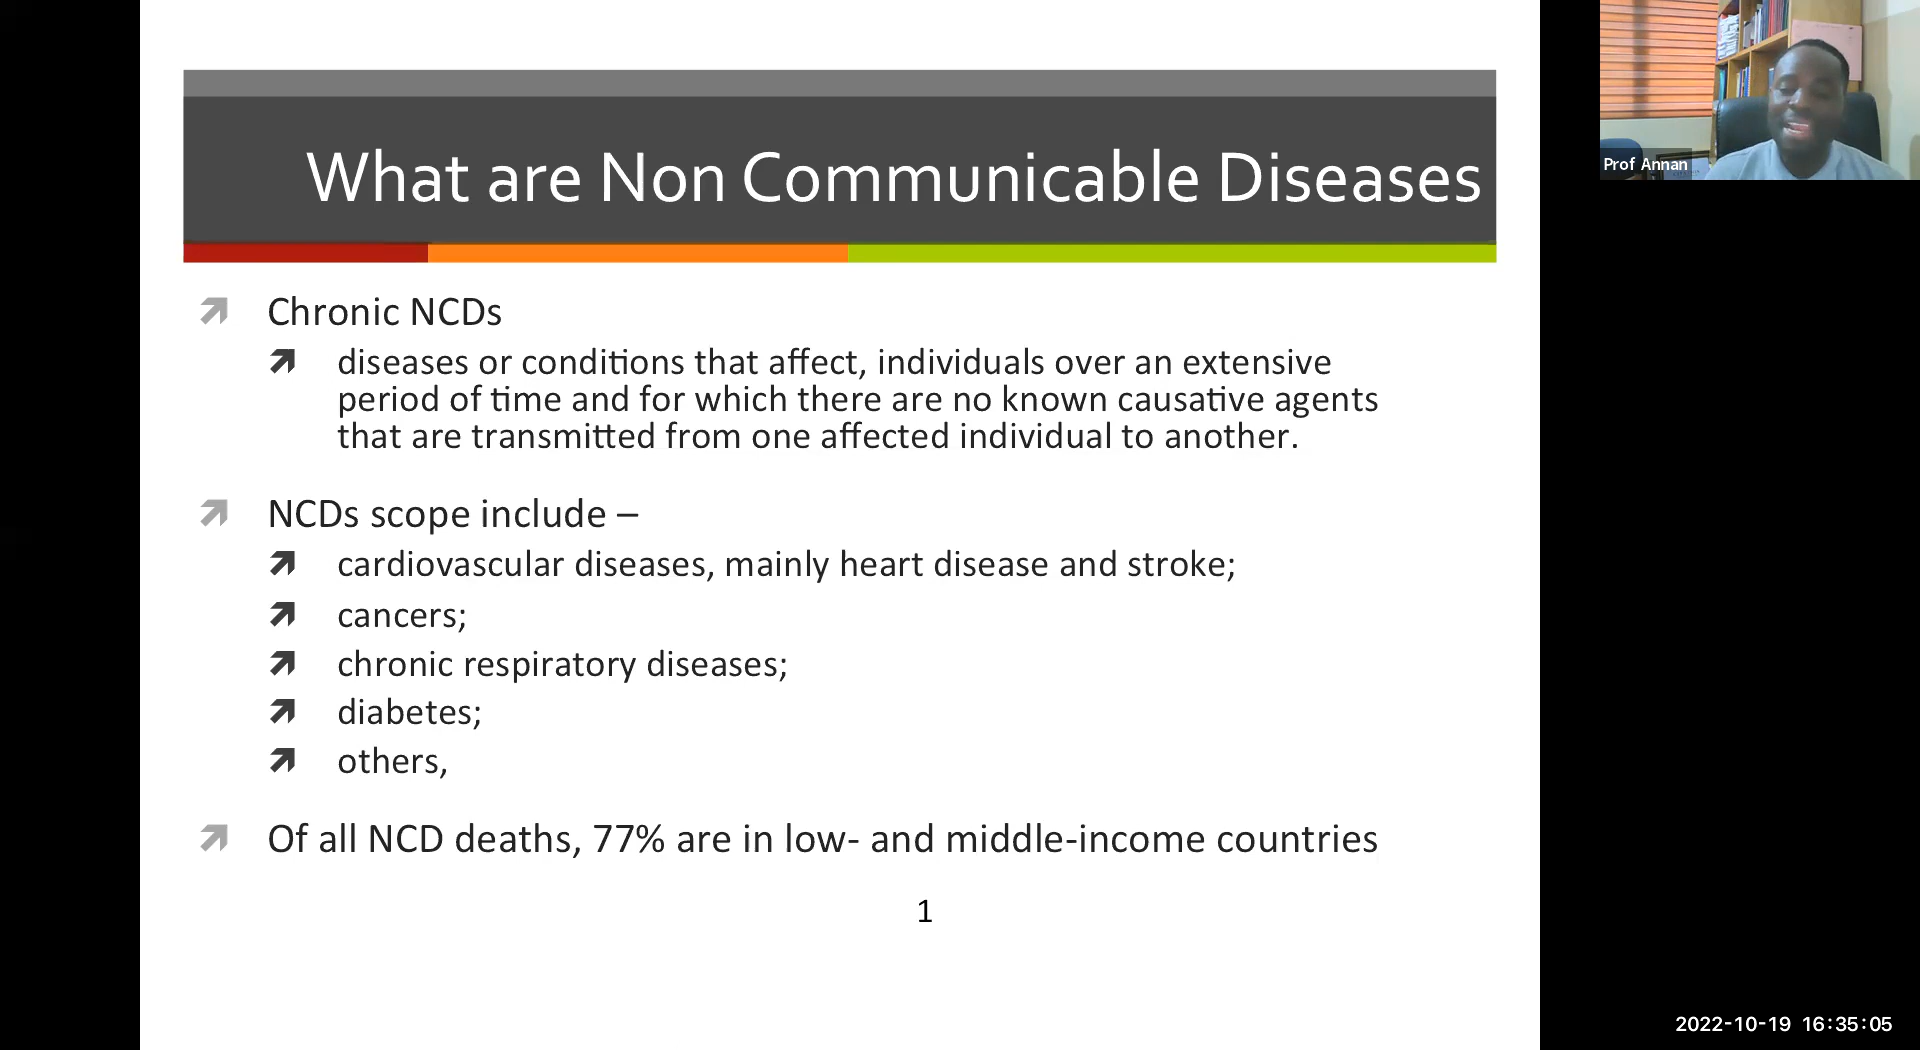 What are Non Communicable Diseases
Chronic NCDs
diseases or conditions that affect, individuals over an extensive
period of time and for which there are no known causative agents
that are transmitted from one affected individual to another.
NCDs scope include –
cardiovascular diseases, mainly heart disease and stroke;
cancers;
chronic respiratory diseases;
diabetes;
others,
Of all NCD deaths, 77% are in low- and middle-income countries
1
Prof Annan
2022-10-19 16:35:05